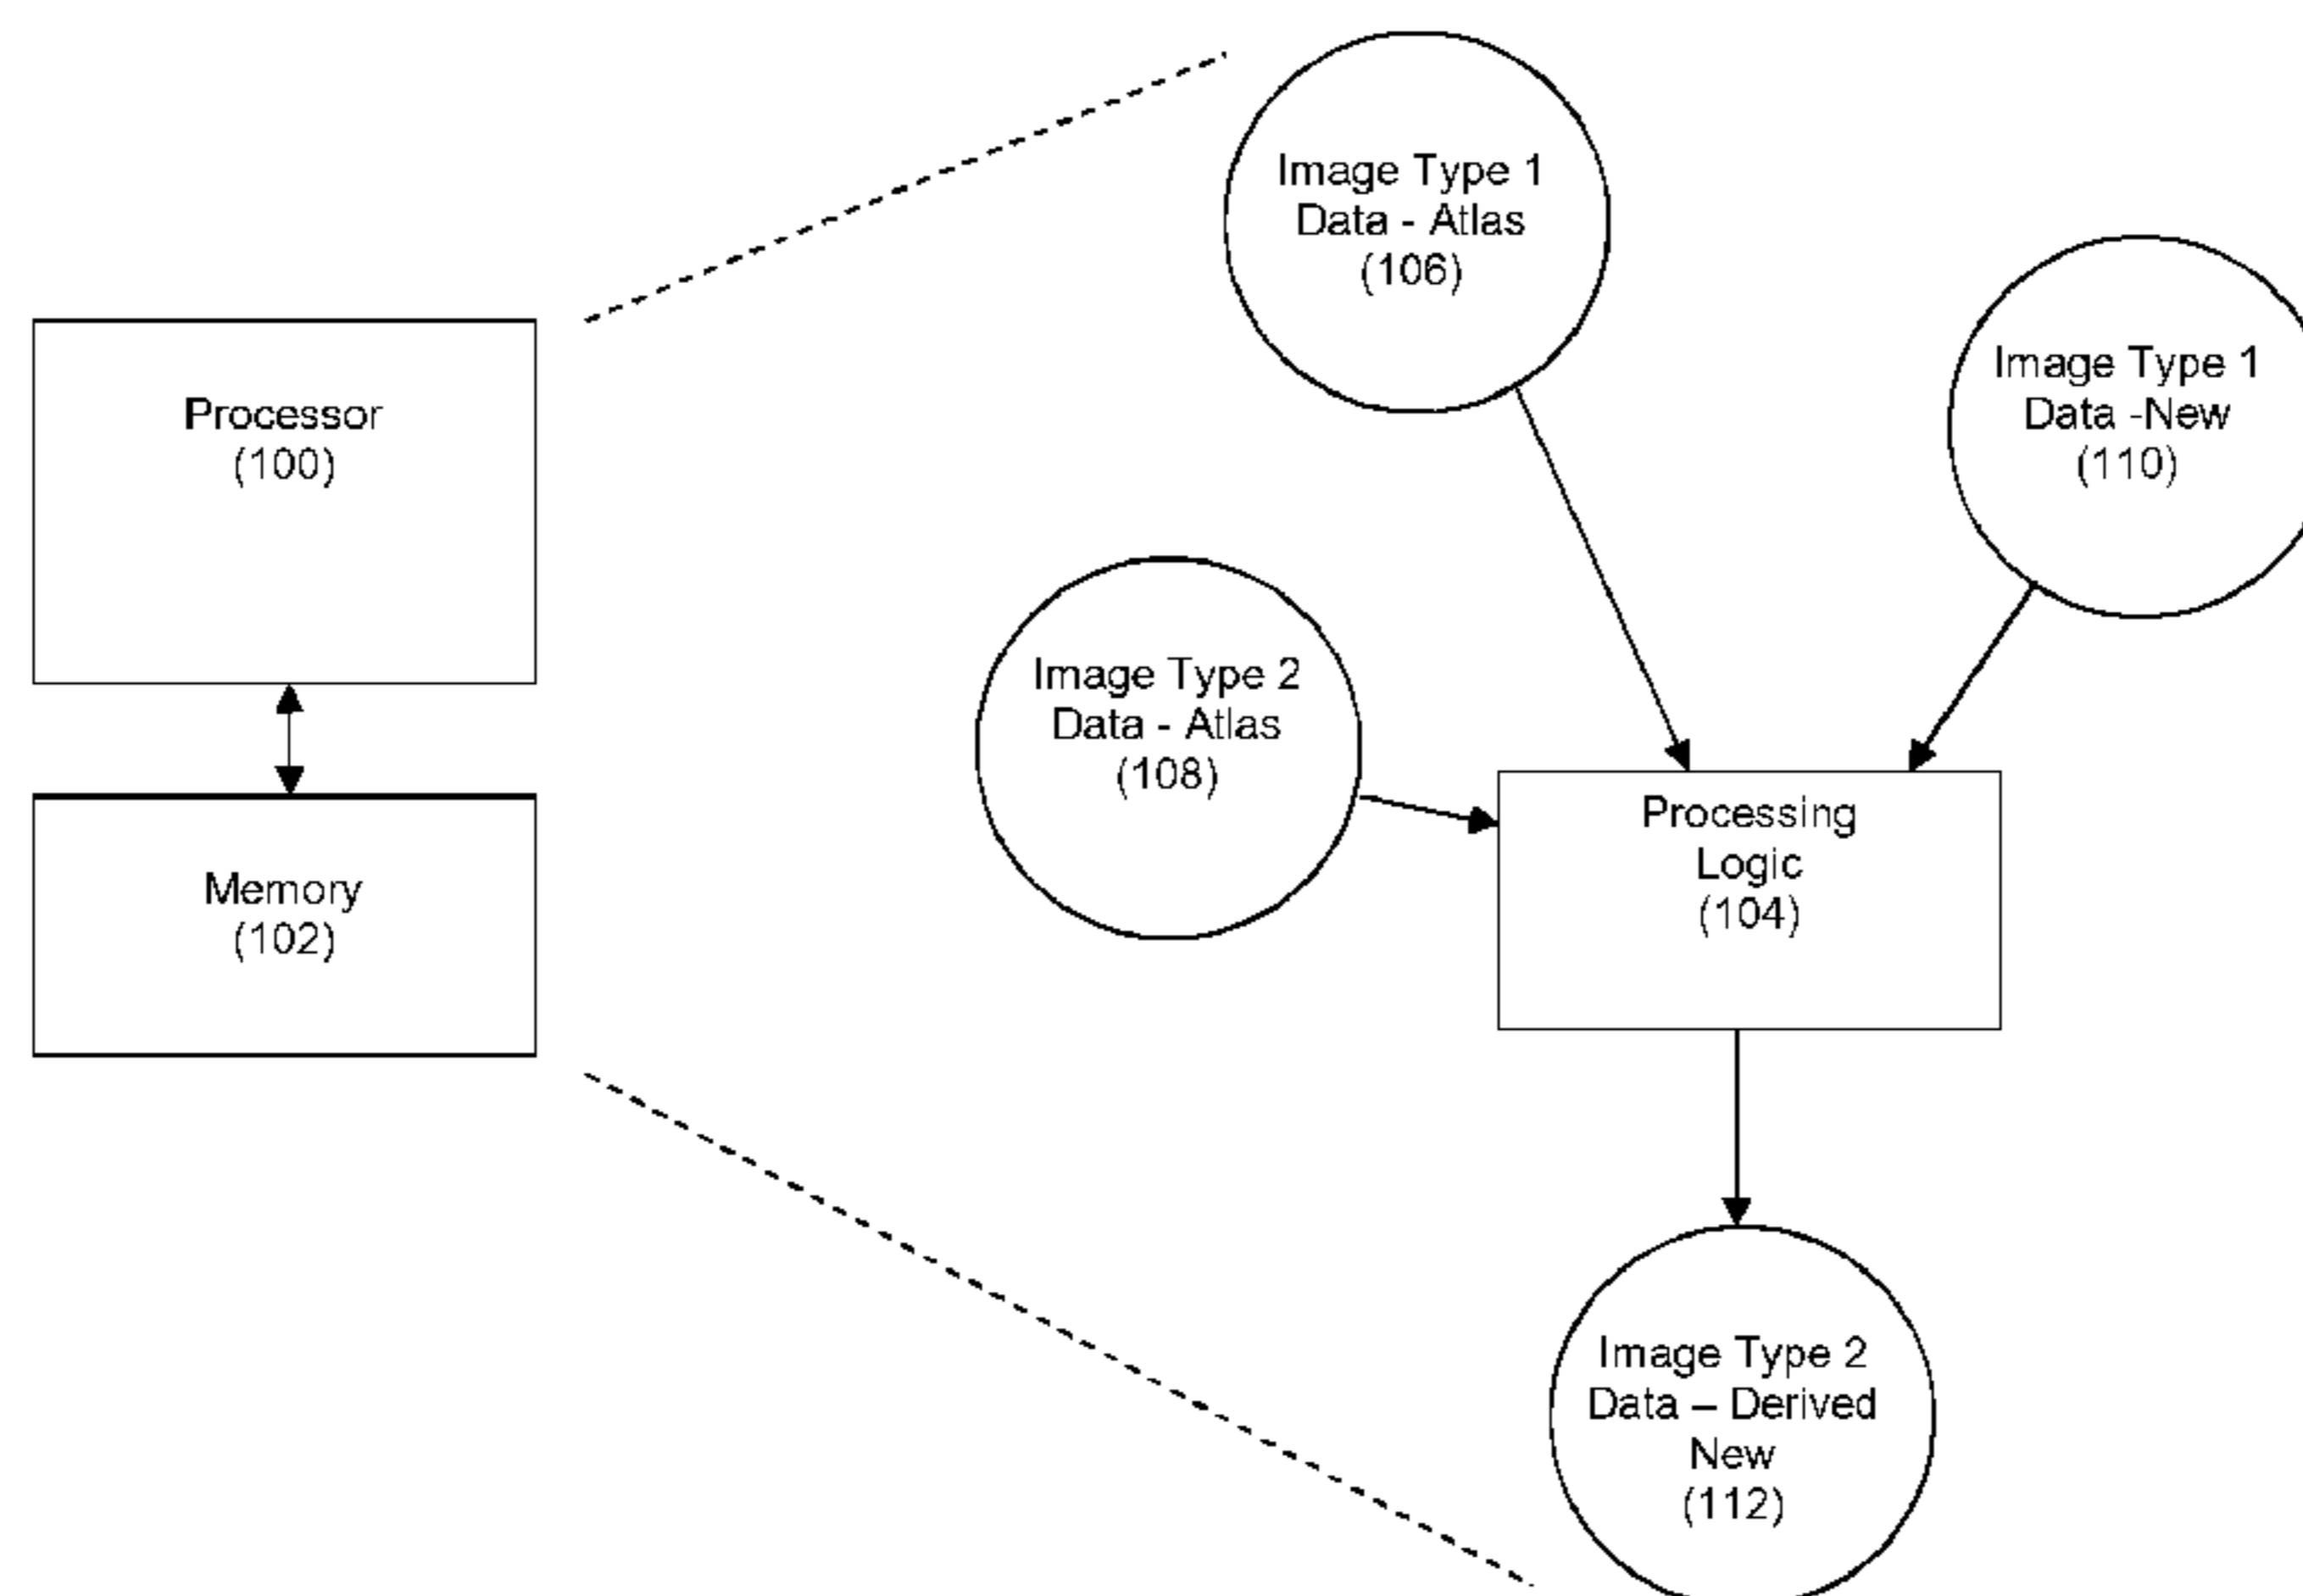 Processor
(100)
Memory
(102)
Image Type 1
Data - Atlas
(106)
Image Type 1
Data -New
(110)
Image Type 2
Data - Atlas
(108)
Processing
Logic
(104)
Image Type 2
Data – Derived
New
(112)